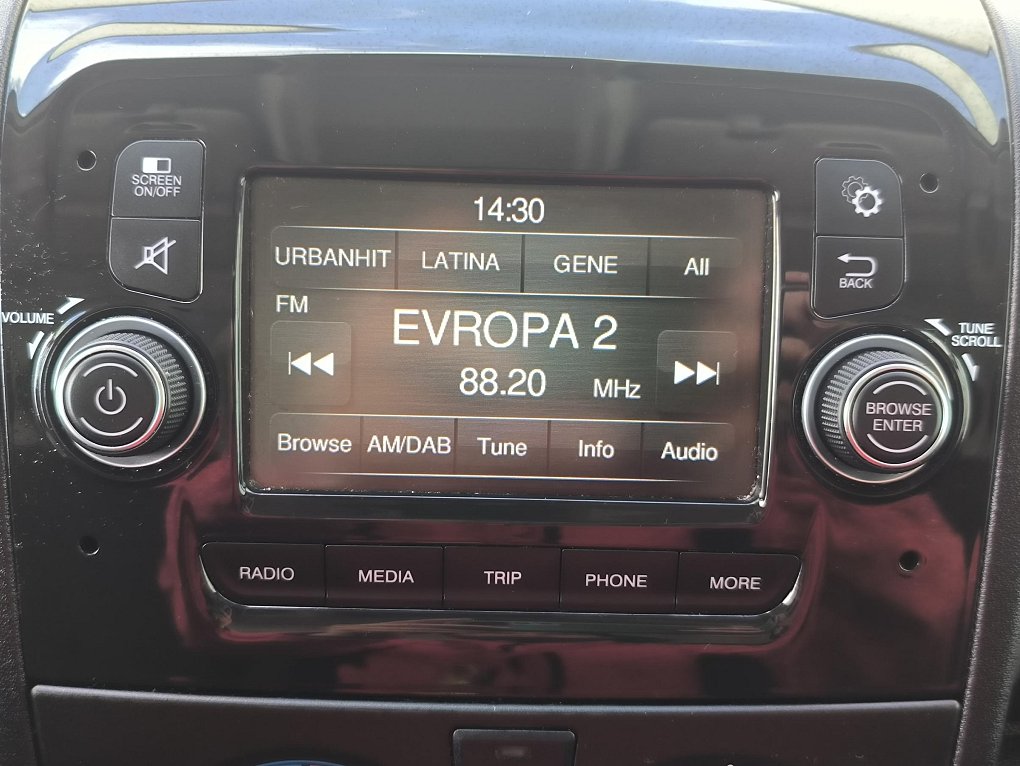 SCREEN
ON/OFF
14:30
URBANHIT LATINA GENE All
FM
EVROPA 2
88.20 MHz
Browse AM/DAB Tune Info Audio
BACK
VOLUME
TUNE
SCROLL
BROWSE
ENTER
RADIO MEDIA TRIP PHONE MORE